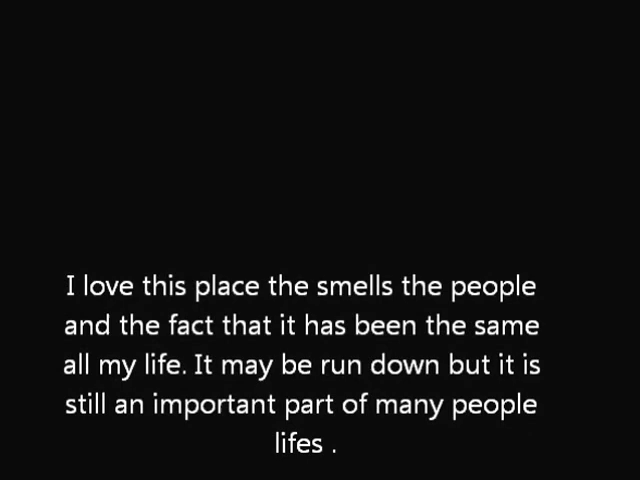 I love this place the smells the people
and the fact that it has been the same
all my life. It may be run down but it is
still an important part of many people
lifes .